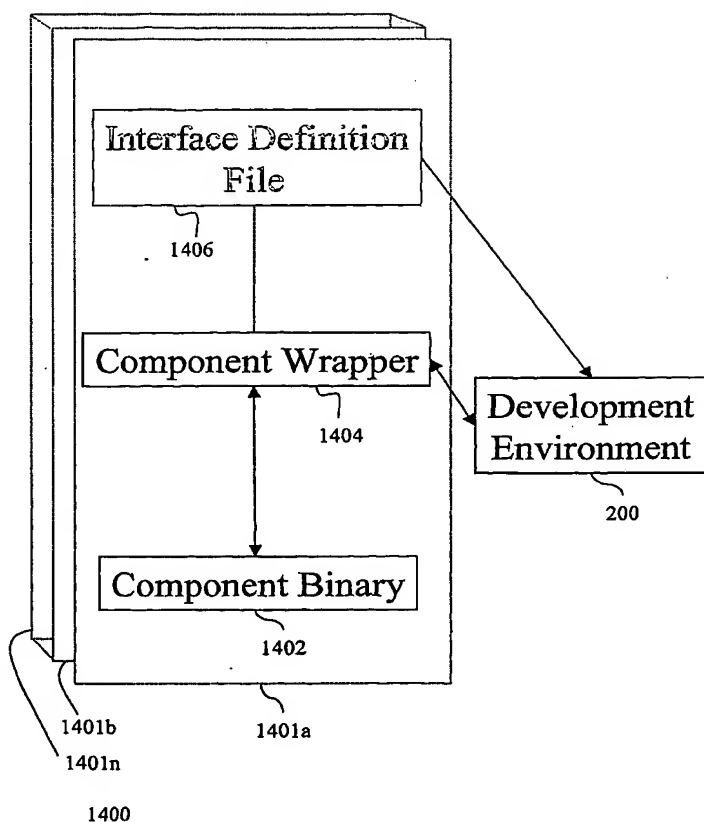 Interface Definition
File
1406
Component Wrapper
1404
Development
Environment
200
Component Binary
1402
1401b
1401a
1401n
1400